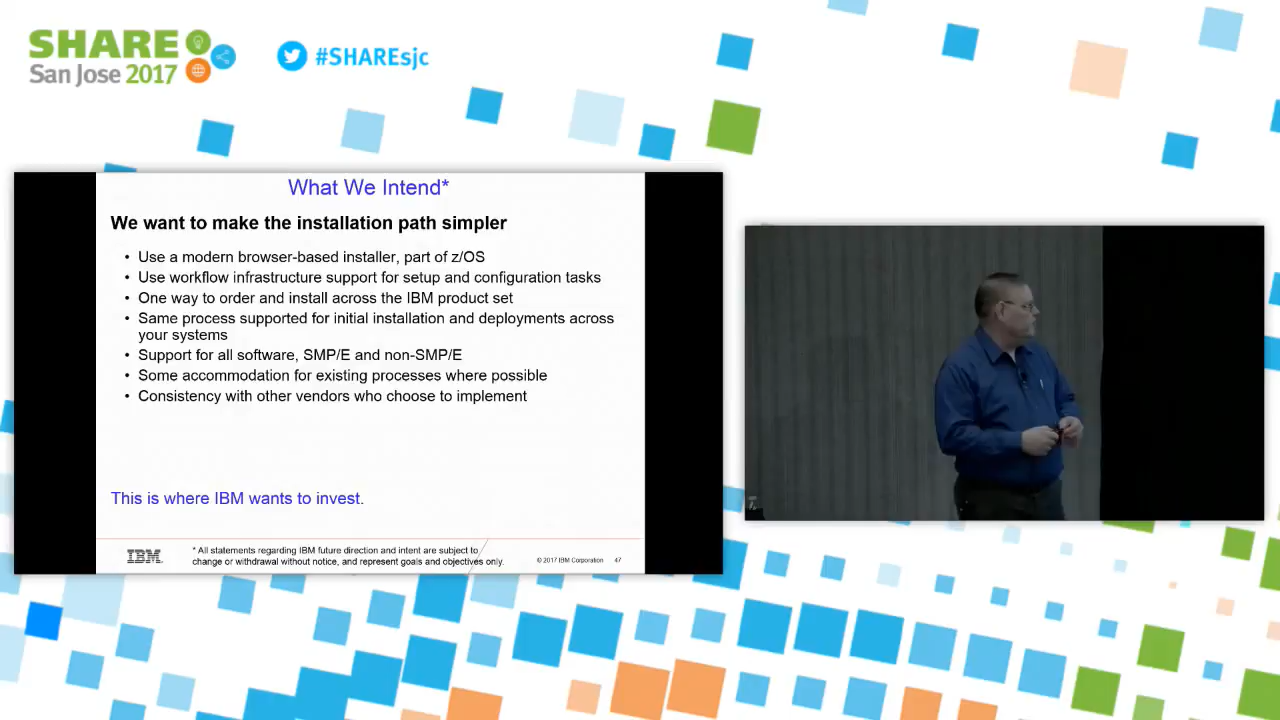 SHARE
San Jose 2017
#SHAREsjc
What We Intend*
We want to make the installation path simpler
• Use a modern browser-based installer, part of z/OS
• Use workflow infrastructure support for setup and configuration tasks
• One way to order and install across the IBM product set
• Same process supported for initial installation and deployments across
your systems
• Support for all software, SMP/E and non-SMP/E
• Some accommodation for existing processes where possible
• Consistency with other vendors who choose to implement
This is where IBM wants to invest.
IBM
* All statements regarding IBM future direction and intent are subject to
change or withdrawal without notice, and represent goals and objectives only.
© 2017 IBM Corporation 47